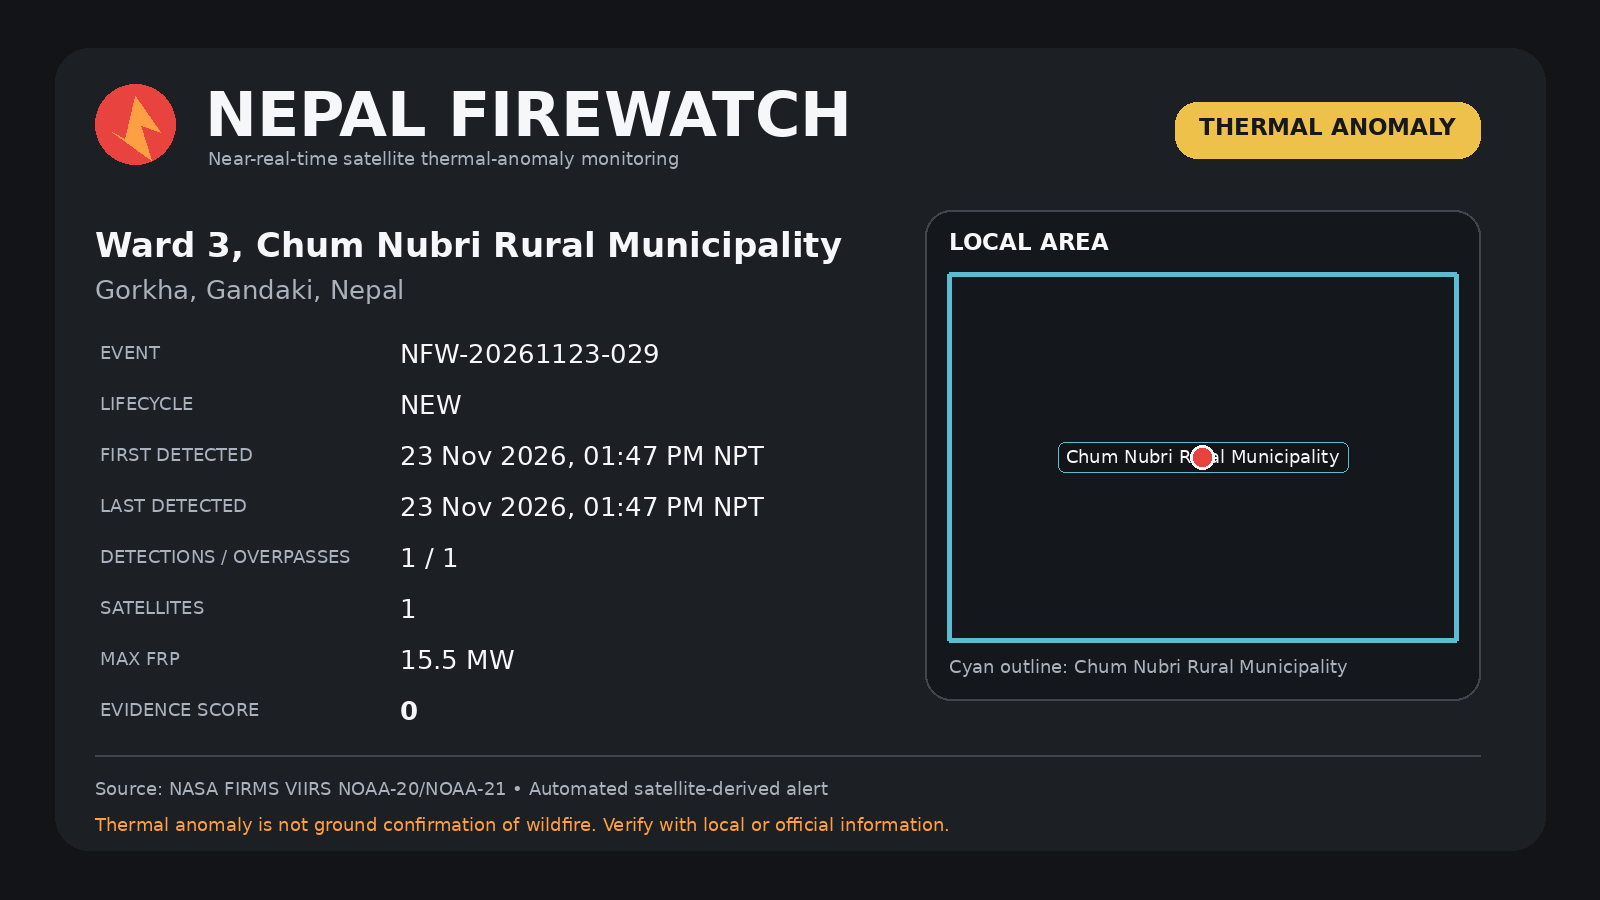 NEPAL FIREWATCH
Near-real-time satellite thermal-anomaly monitoring
THERMAL ANOMALY
Ward 3, Chum Nubri Rural Municipality
Gorkha, Gandaki, Nepal
EVENT NFW-20261123-029
LIFECYCLE NEW
FIRST DETECTED 23 Nov 2026, 01:47 PM NPT
LAST DETECTED 23 Nov 2026, 01:47 PM NPT
DETECTIONS / OVERPASSES 1 / 1
SATELLITES 1
MAX FRP 15.5 MW
EVIDENCE SCORE 0
LOCAL AREA
Chum Nubri Rural Municipality
Cyan outline: Chum Nubri Rural Municipality
Source: NASA FIRMS VIIRS NOAA-20/NOAA-21 • Automated satellite-derived alert
Thermal anomaly is not ground confirmation of wildfire. Verify with local or official information.